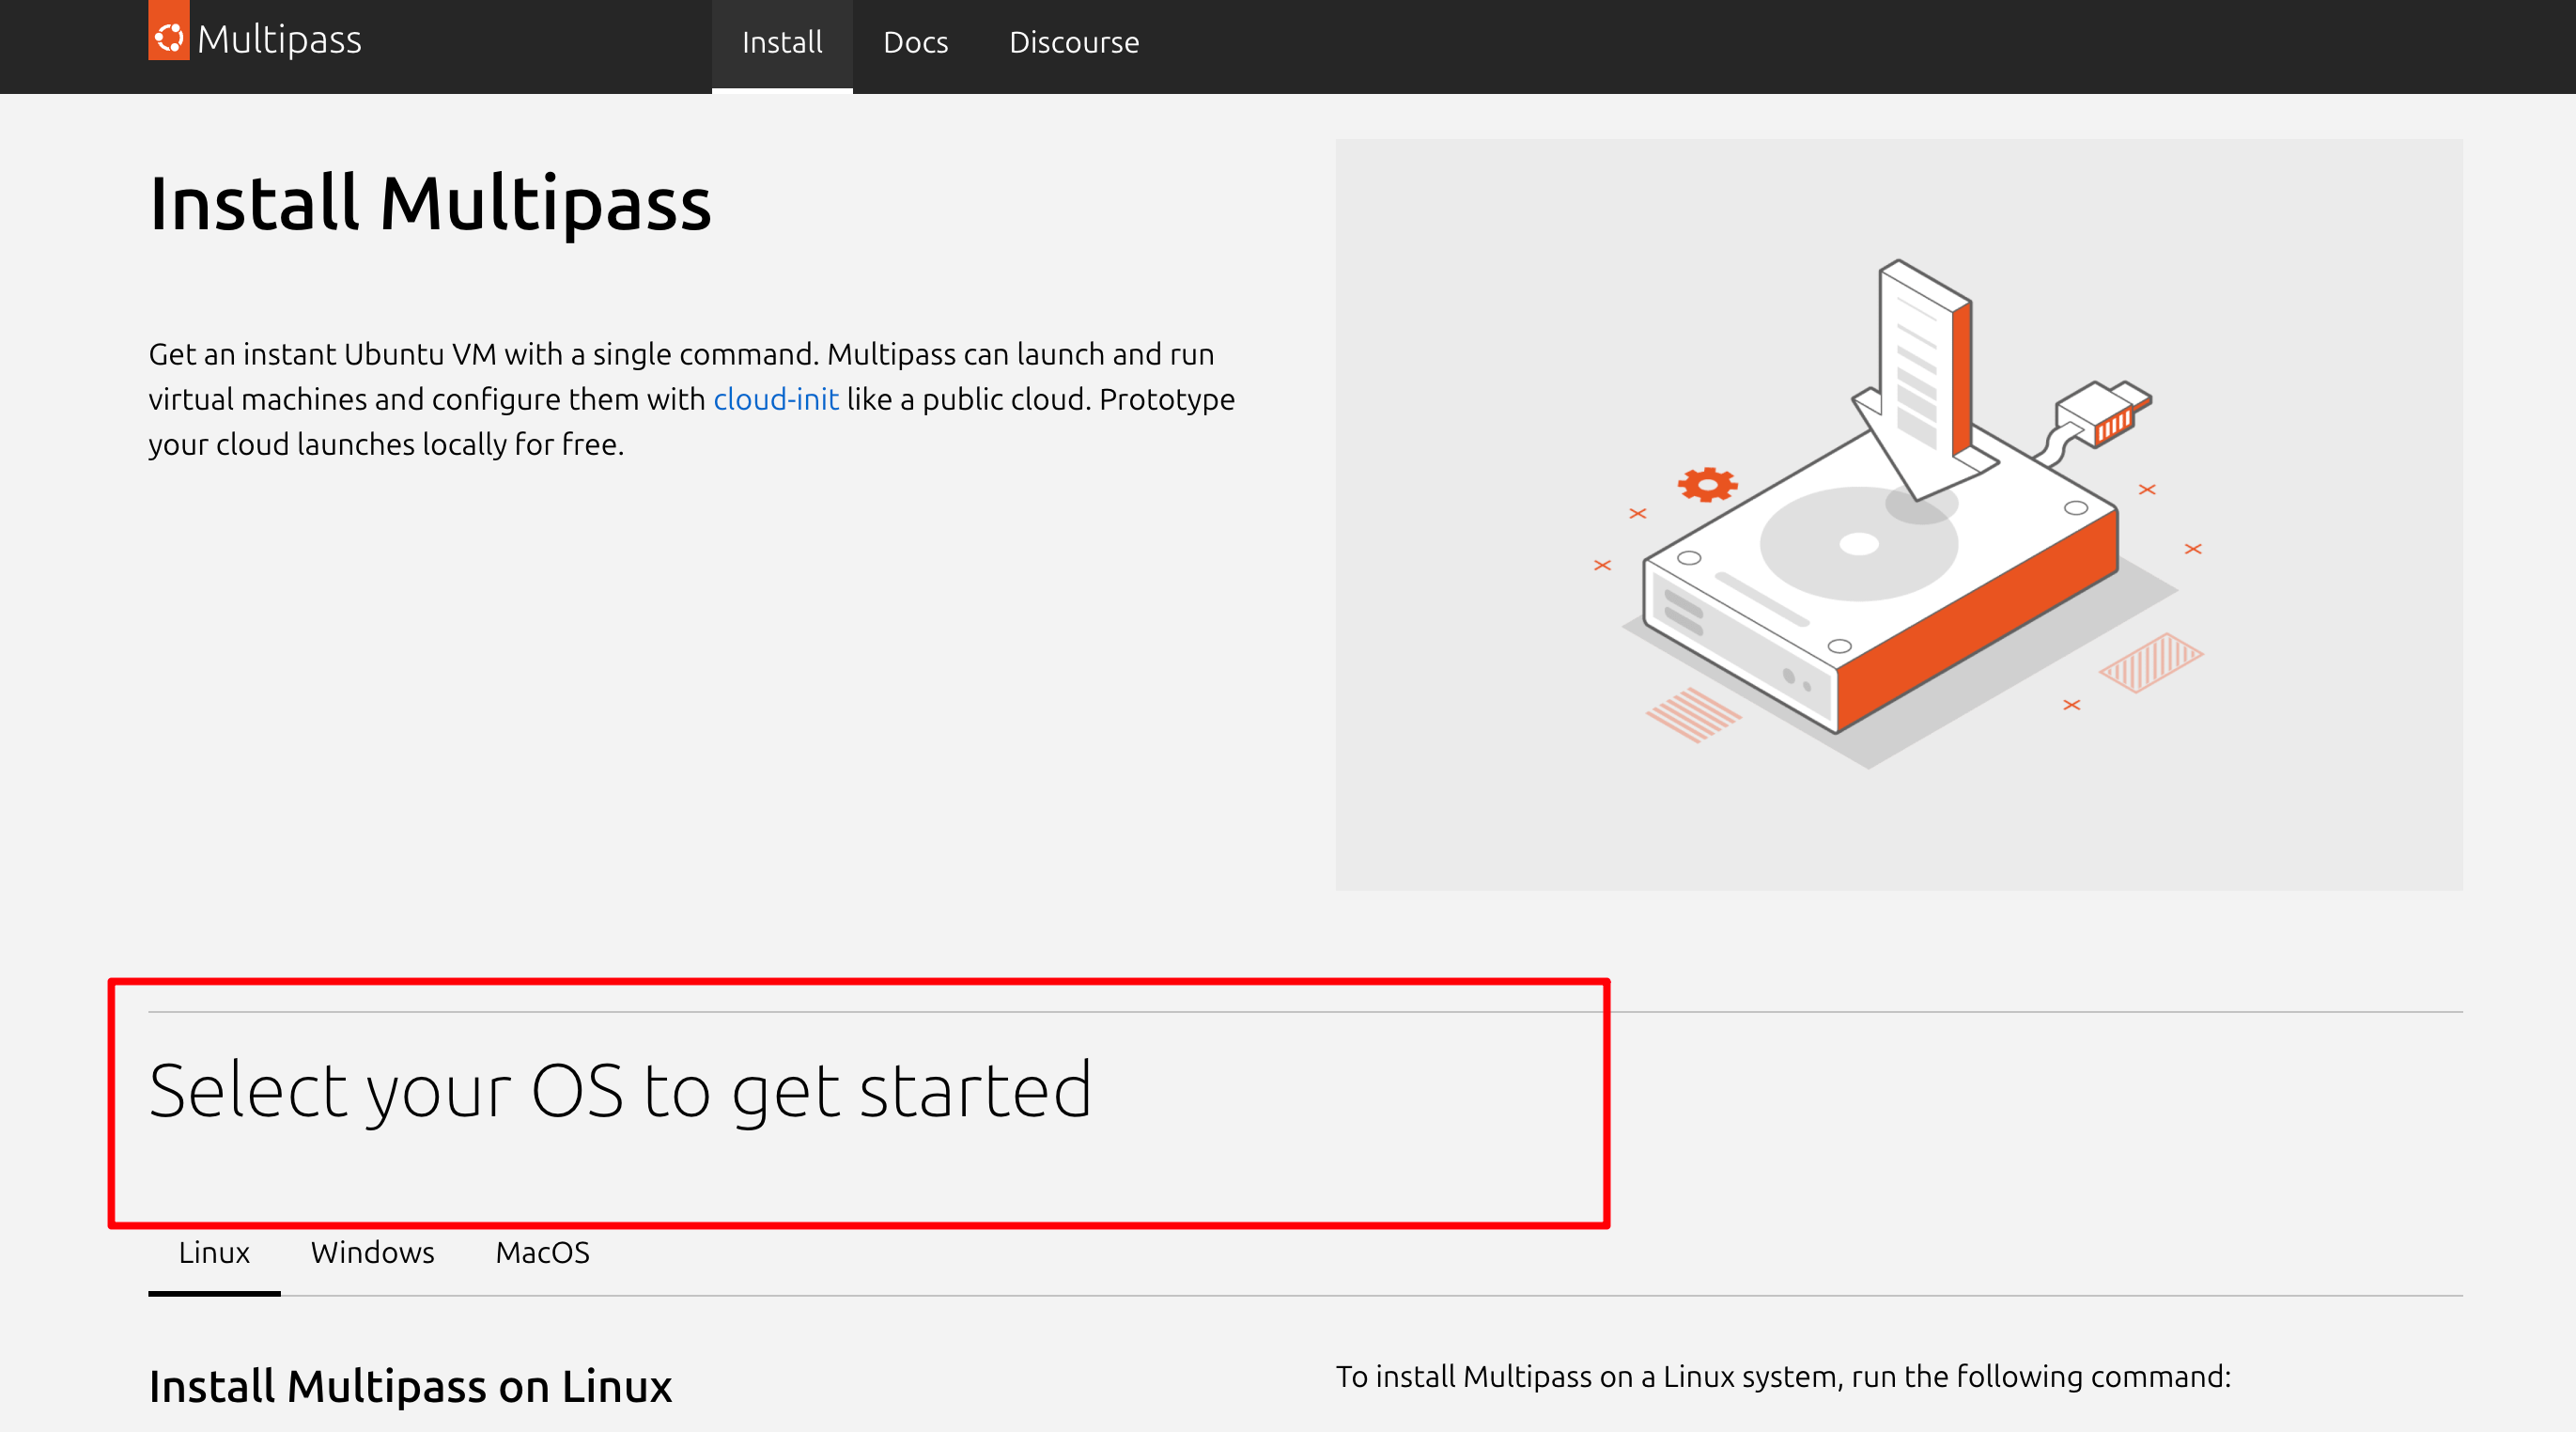 Multipass
Install
Docs
Discourse
Install Multipass
Get an instant Ubuntu VM with a single command. Multipass can launch and run
virtual machines and configure them with cloud-init like a public cloud. Prototype
your cloud launches locally for free.
Select your OS to get started
Linux
Windows
MacOS
Install Multipass on Linux
To install Multipass on a Linux system, run the following command: